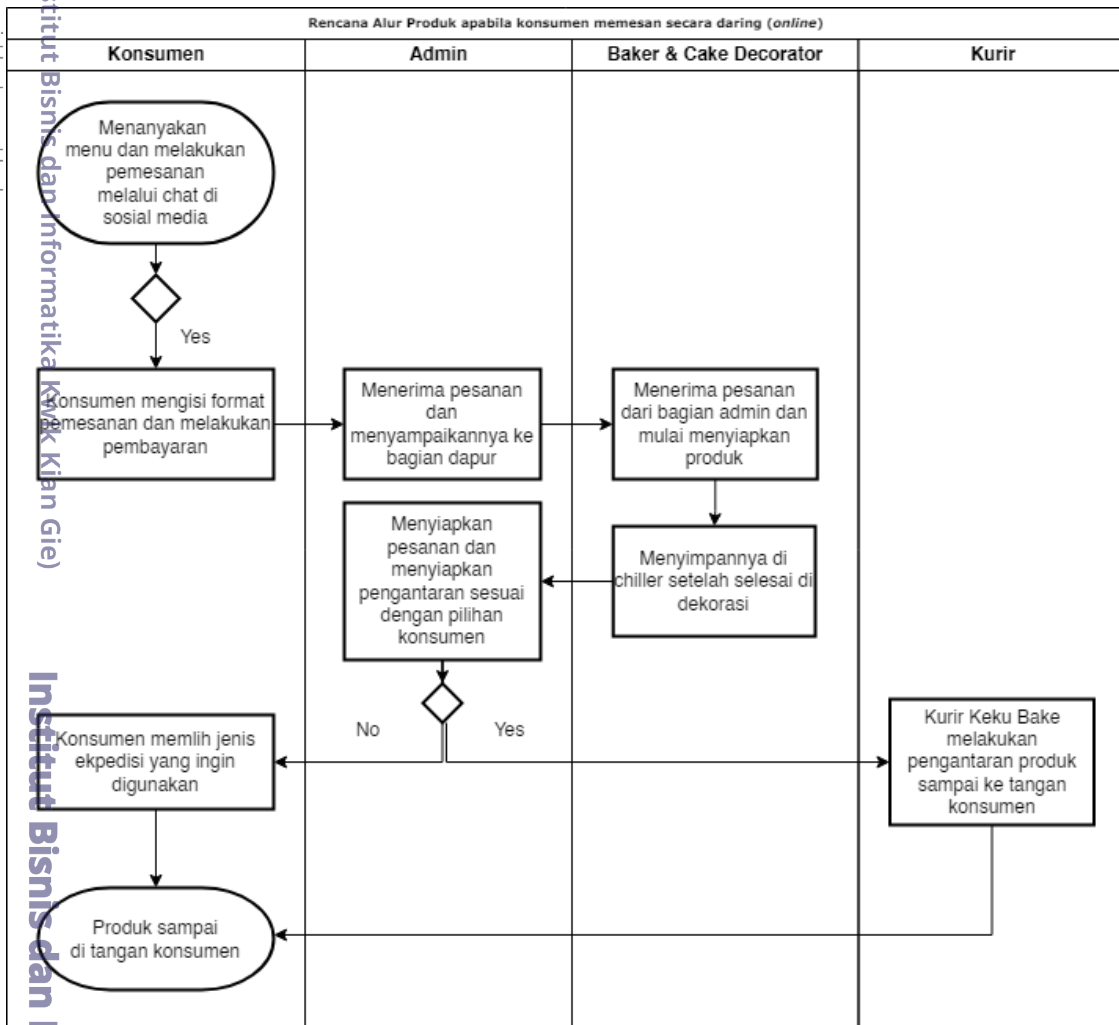 Rencana Alur Produk apabila konsumen memesan secara daring (online)
Konsumen
Admin
Baker & Cake Decorator
Kurir
Menanyakan
menu dan melakukan
pemesanan
melalui chat di
sosial media
Yes
Konsumen mengisi format
pemesanan dan melakukan
pembayaran
Menerima pesanan
dan
menyampaikannya ke
bagian dapur
Menerima pesanan
dari bagian admin dan
mulai menyiapkan
produk
Menyiapkan
pesanan dan
menyiapkan
pengantaran sesuai
dengan pilihan
konsumen
Menyimpannya di
chiller setelah selesai di
dekorasi
No
Yes
Konsumen memlih jenis
ekpedisi yang ingin
digunakan
Kurir Keku Bake
melakukan
pengantaran produk
sampai ke tangan
konsumen
Produk sampai
di tangan konsumen
Bisnis dan Informatika Kwik Kian Gie)
Institut Bisnis dan